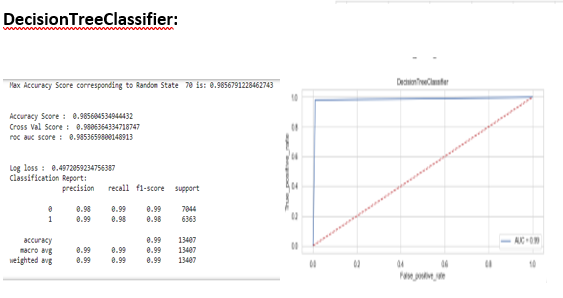 DecisionTreeClassifier:
Max Accuracy Score corresponding to Random State 70 is: 0.9856791228462743
Accuracy Score : 0.985604534944432
Cross Val Score : 0.9806364334718747
roc auc score : 0.9853659800148913
Log loss : 0.4972059234756387
Classification Report:
precision recall f1-score support
0 0.98 0.99 0.99 7044
1 0.99 0.98 0.98 6363
accuracy 0.99 13407
macro avg 0.99 0.99 0.99 13407
weighted avg 0.99 0.99 0.99 13407
DecisionTreeClassifier
1.0
0.8
0.6
0.4
0.2
0.0
True_positive_rate
AUC = 0.99
0.0 0.2 0.4 0.6 0.8 1.0
False_positive_rate